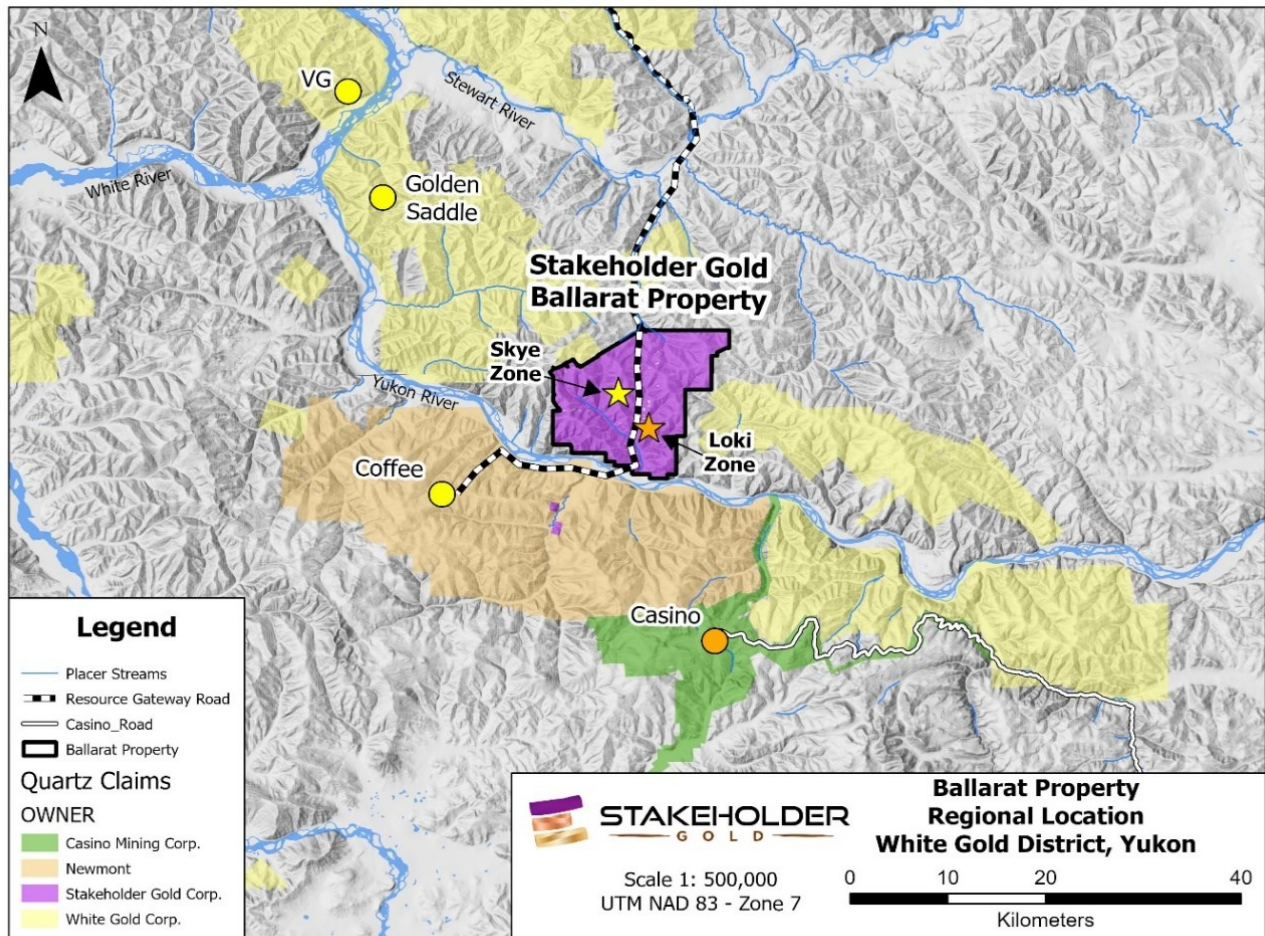 N
VG
Stewart River
White River
Golden
Saddle
Stakeholder Gold
Ballarat Property
Skye
Zone
Yukon River
Loki
Zone
Coffee
Casino
Legend
Placer Streams
Resource Gateway Road
Casino_Road
Ballarat Property
Quartz Claims
OWNER
Casino Mining Corp.
Newmont
Stakeholder Gold Corp.
White Gold Corp.
STAKEHOLDER
GOLD
Scale 1: 500,000
UTM NAD 83 - Zone 7
Ballarat Property
Regional Location
White Gold District, Yukon
0 10 20 40
Kilometers